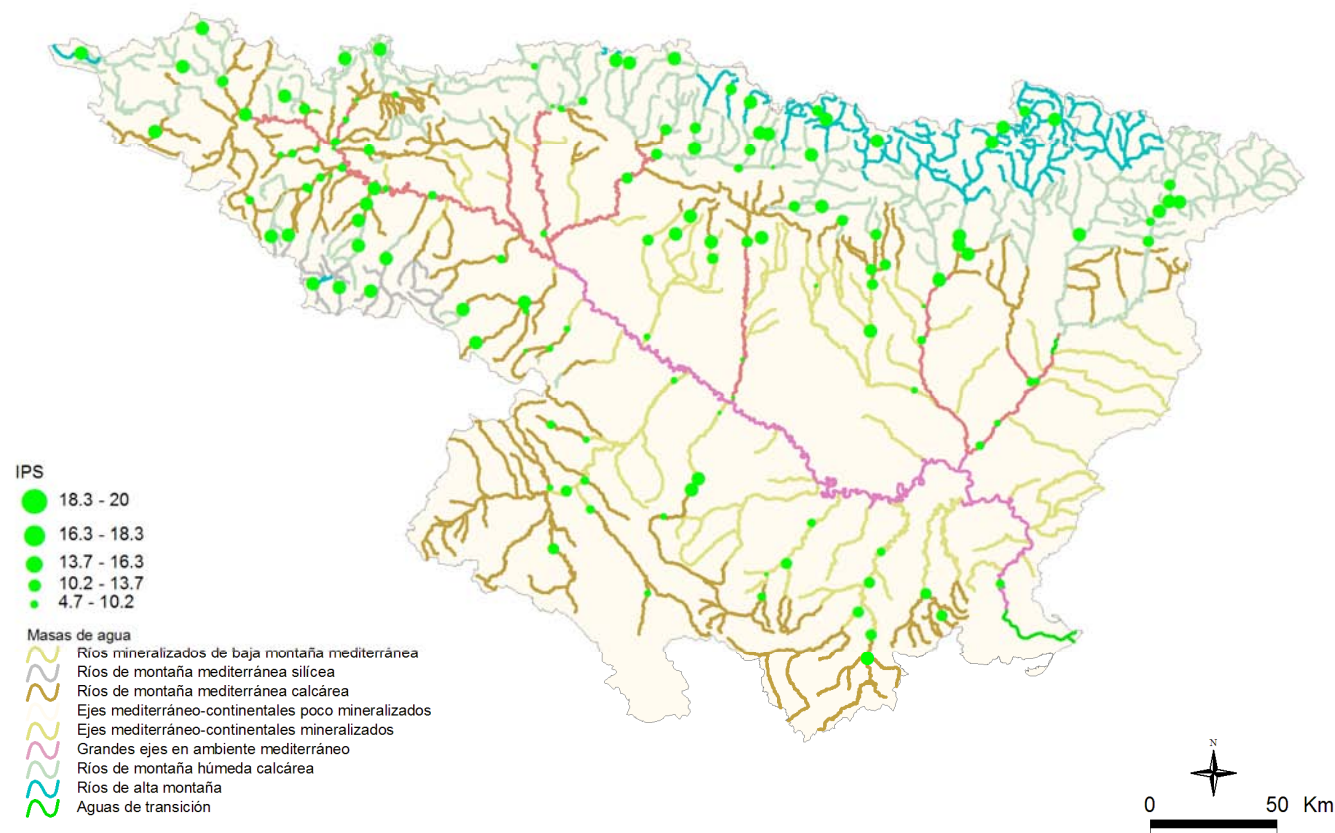 IPS
18.3 - 20
16.3 - 18.3
13.7 - 16.3
10.2 - 13.7
4.7 - 10.2
Masas de agua
Ríos mineralizados de baja montaña mediterránea
Ríos de montaña mediterránea silícea
Ríos de montaña mediterránea calcárea
Ejes mediterráneo-continentales poco mineralizados
Ejes mediterráneo-continentales mineralizados
Grandes ejes en ambiente mediterráneo
Ríos de montaña húmeda calcárea
Ríos de alta montaña
Aguas de transición
N
0 50 Km